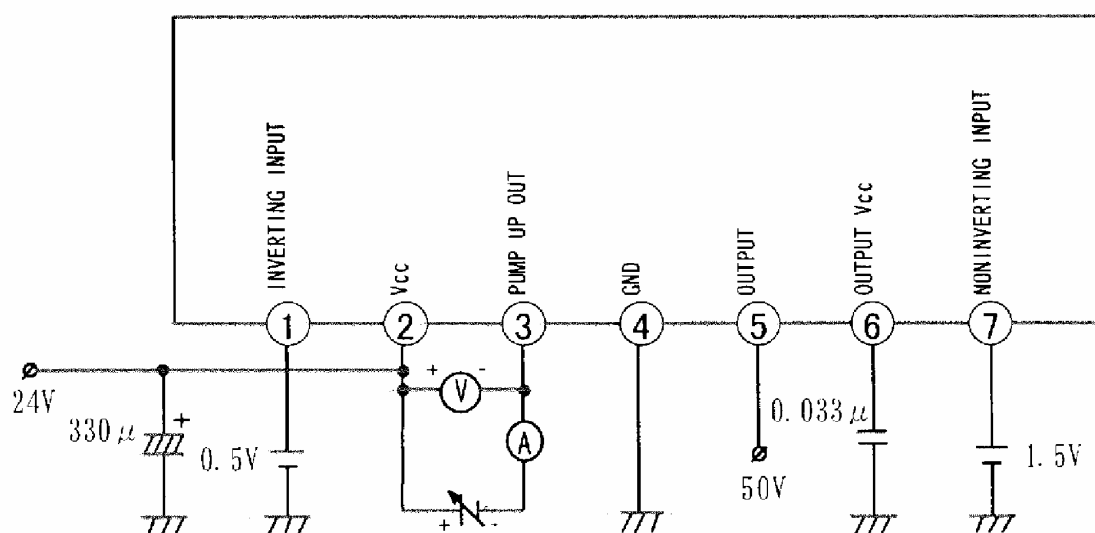 INVERTING INPUT
Vcc
PUMP UP OUT
GND
OUTPUT
OUTPUT Vcc
NONINVERTING INPUT
1
2
3
4
5
6
7
24V
330μ
+
0.5V
+ V -
A
+ -
50V
0.033μ
1.5V